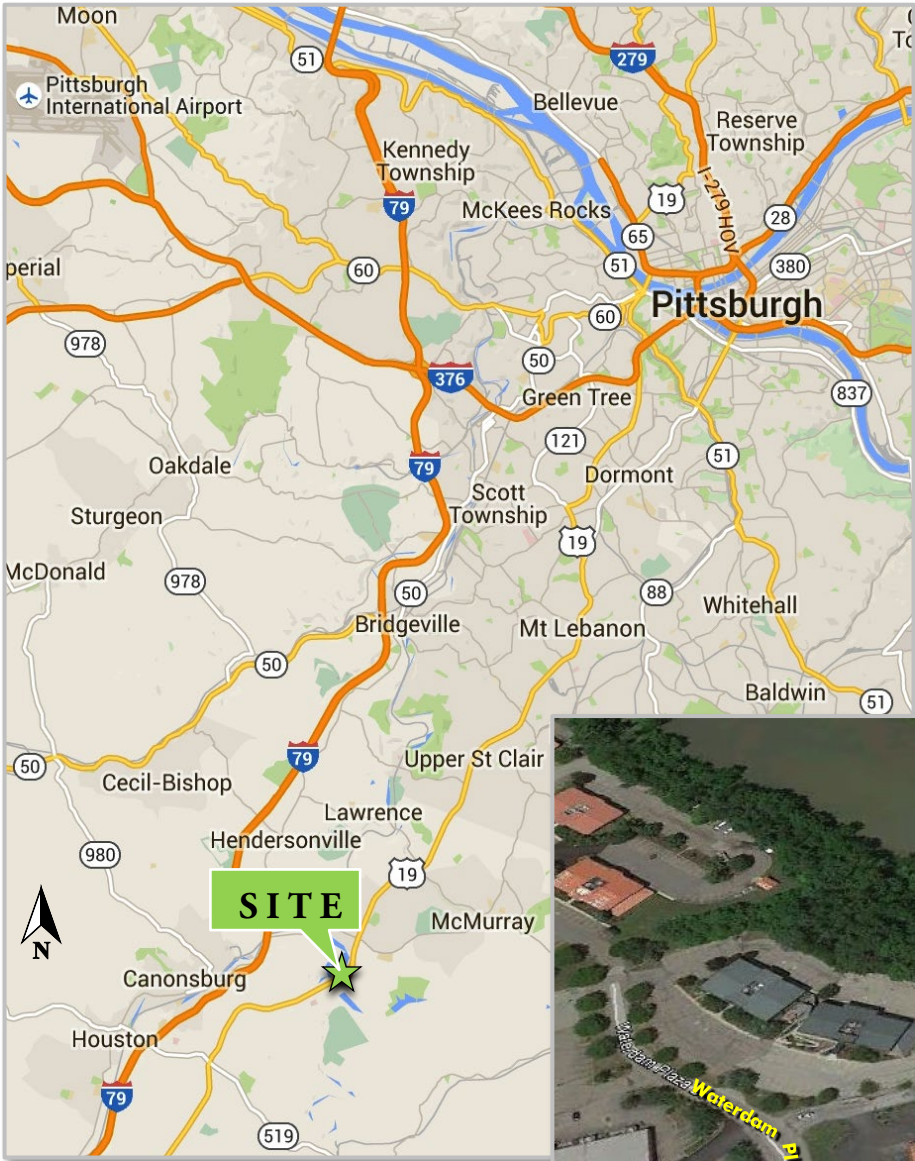 Moon
51
279
Pittsburgh
International Airport
Bellevue
Reserve
Township
Kennedy
Township
I-279 HOV
19
79
McKees Rocks
28
65
51
380
perial
60
Pittsburgh
60
978
50
376
837
Green Tree
121
51
Oakdale
79
Dormont
Scott
Township
Sturgeon
19
McDonald
978
50
88
Whitehall
Bridgeville
Mt Lebanon
50
Baldwin
51
79
50
Upper St Clair
Cecil-Bishop
Lawrence
Hendersonville
980
19
SITE
McMurray
N
Canonsburg
Houston
79
519
Waterdam Plaza
Waterdam Pl